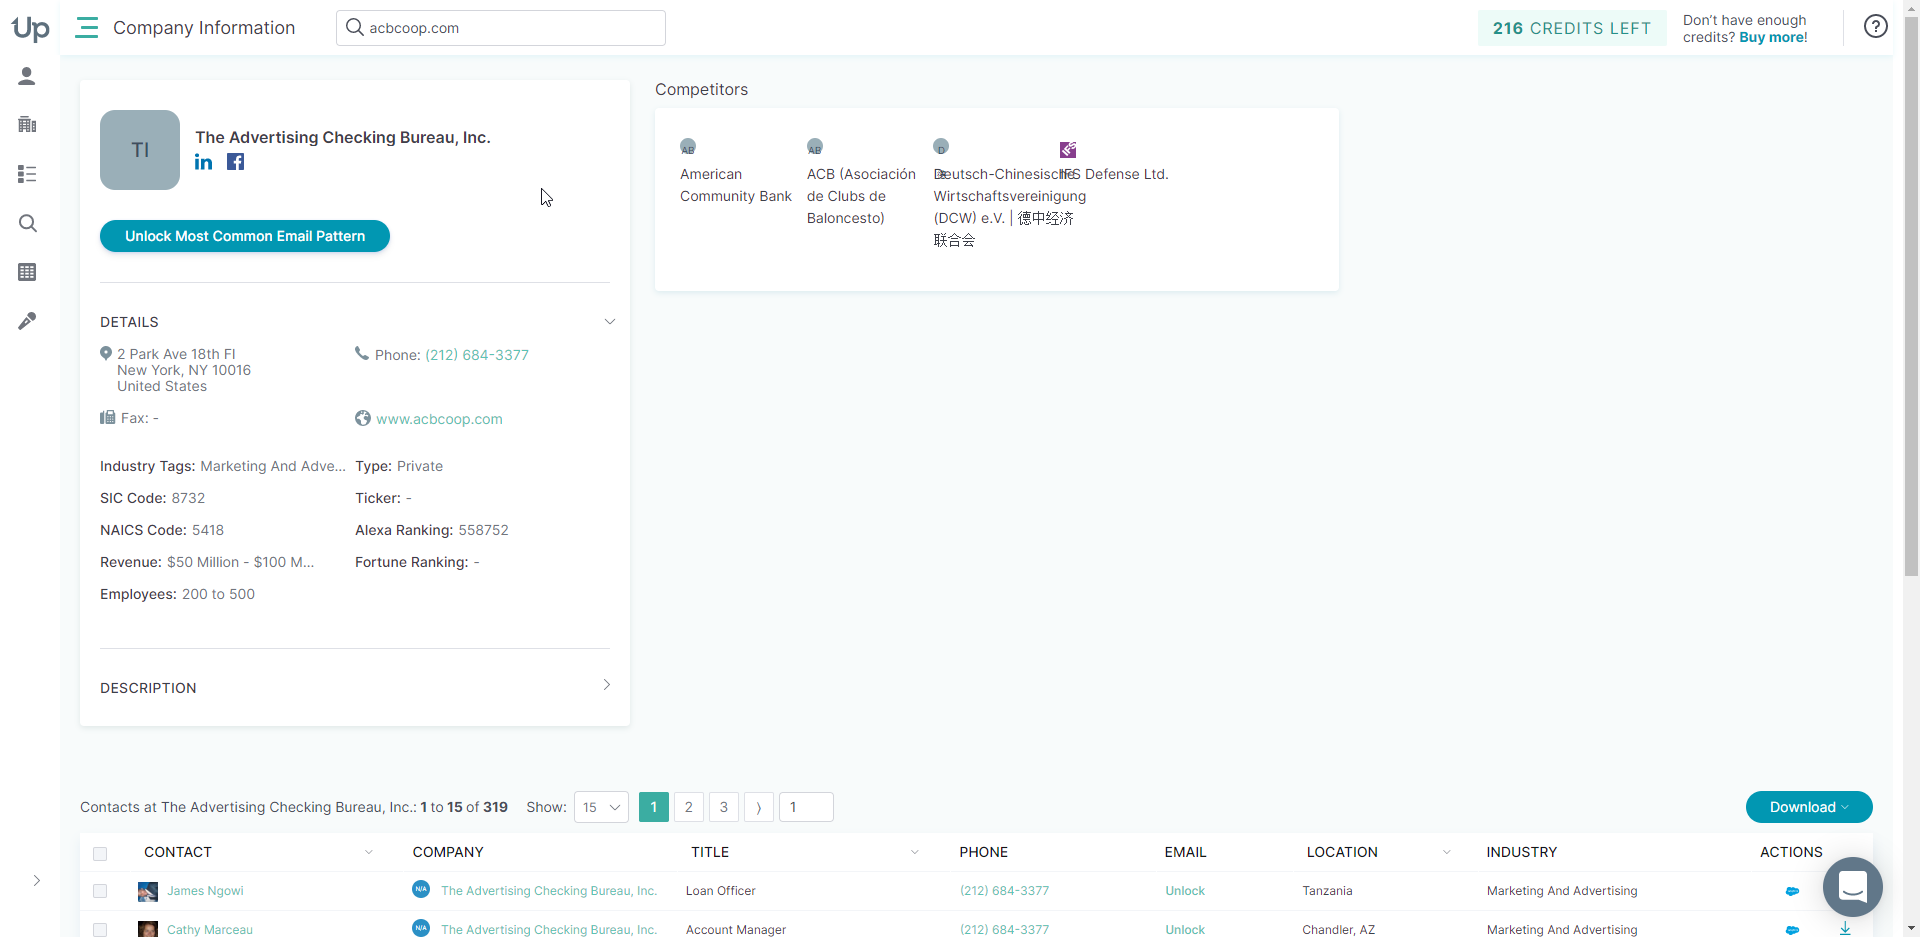 Up
Company Information
acbcoop.com
216 CREDITS LEFT
Don't have enough
credits? Buy more!
TI
The Advertising Checking Bureau, Inc.
Unlock Most Common Email Pattern
DETAILS
2 Park Ave 18th Fl
New York, NY 10016
United States
Phone: (212) 684-3377
Fax: -
www.acbcoop.com
Industry Tags: Marketing And Adve... Type: Private
SIC Code: 8732 Ticker: -
NAICS Code: 5418 Alexa Ranking: 558752
Revenue: $50 Million - $100 M... Fortune Ranking: -
Employees: 200 to 500
DESCRIPTION
Competitors
AB
American
Community Bank
AB
ACB (Asociación
de Clubs de
Baloncesto)
D
Deutsch-Chinesische
Wirtschaftsvereinigung
(DCW) e.V. | 德中经济
联合会
IFS
IFS Defense Ltd.
Contacts at The Advertising Checking Bureau, Inc.: 1 to 15 of 319 Show: 15 1 2 3 ⟩ 1
Download
CONTACT COMPANY TITLE PHONE EMAIL LOCATION INDUSTRY ACTIONS
James Ngowi N/A The Advertising Checking Bureau, Inc. Loan Officer (212) 684-3377 Unlock Tanzania Marketing And Advertising
Cathy Marceau N/A The Advertising Checking Bureau, Inc. Account Manager (212) 684-3377 Unlock Chandler, AZ Marketing And Advertising